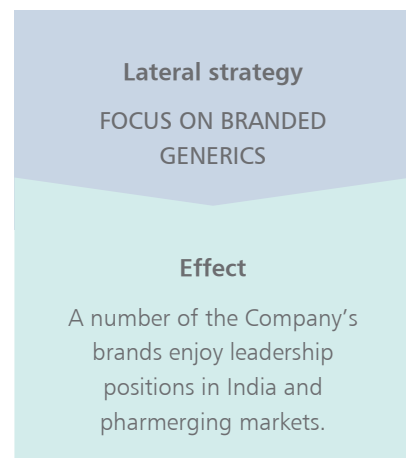 Lateral strategy
FOCUS ON BRANDED
GENERICS
Effect
A number of the Company’s
brands enjoy leadership
positions in India and
pharmerging markets.